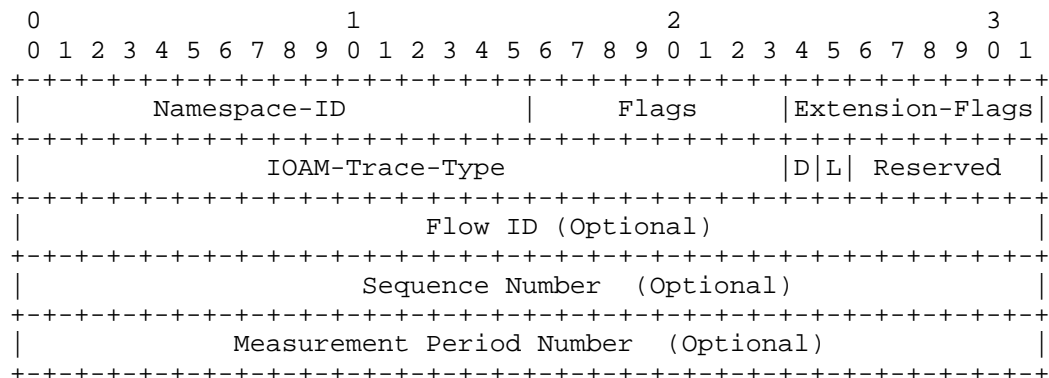 0                   1                   2                   3
 0 1 2 3 4 5 6 7 8 9 0 1 2 3 4 5 6 7 8 9 0 1 2 3 4 5 6 7 8 9 0 1
+-+-+-+-+-+-+-+-+-+-+-+-+-+-+-+-+-+-+-+-+-+-+-+-+-+-+-+-+-+-+-+-+
|        Namespace-ID           |     Flags     |Extension-Flags|
+-+-+-+-+-+-+-+-+-+-+-+-+-+-+-+-+-+-+-+-+-+-+-+-+-+-+-+-+-+-+-+-+
|               IOAM-Trace-Type                 |D|L| Reserved  |
+-+-+-+-+-+-+-+-+-+-+-+-+-+-+-+-+-+-+-+-+-+-+-+-+-+-+-+-+-+-+-+-+
|                         Flow ID (Optional)                    |
+-+-+-+-+-+-+-+-+-+-+-+-+-+-+-+-+-+-+-+-+-+-+-+-+-+-+-+-+-+-+-+-+
|                     Sequence Number  (Optional)               |
+-+-+-+-+-+-+-+-+-+-+-+-+-+-+-+-+-+-+-+-+-+-+-+-+-+-+-+-+-+-+-+-+
|             Measurement Period Number  (Optional)             |
+-+-+-+-+-+-+-+-+-+-+-+-+-+-+-+-+-+-+-+-+-+-+-+-+-+-+-+-+-+-+-+-+